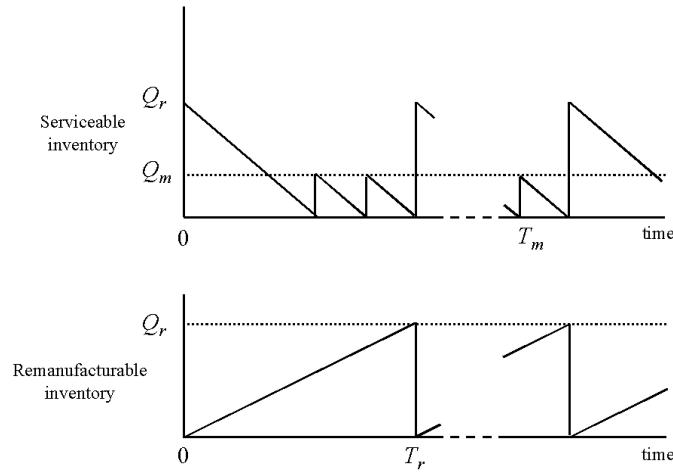 Q_r
Serviceable
inventory
Q_m
0
T_m
time
Q_r
Remanufacturable
inventory
0
T_r
time